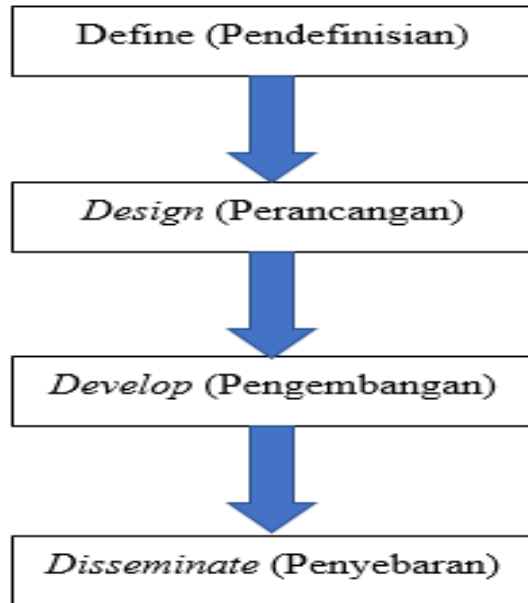 Define (Pendefinisian)
Design (Perancangan)
Develop (Pengembangan)
Disseminate (Penyebaran)